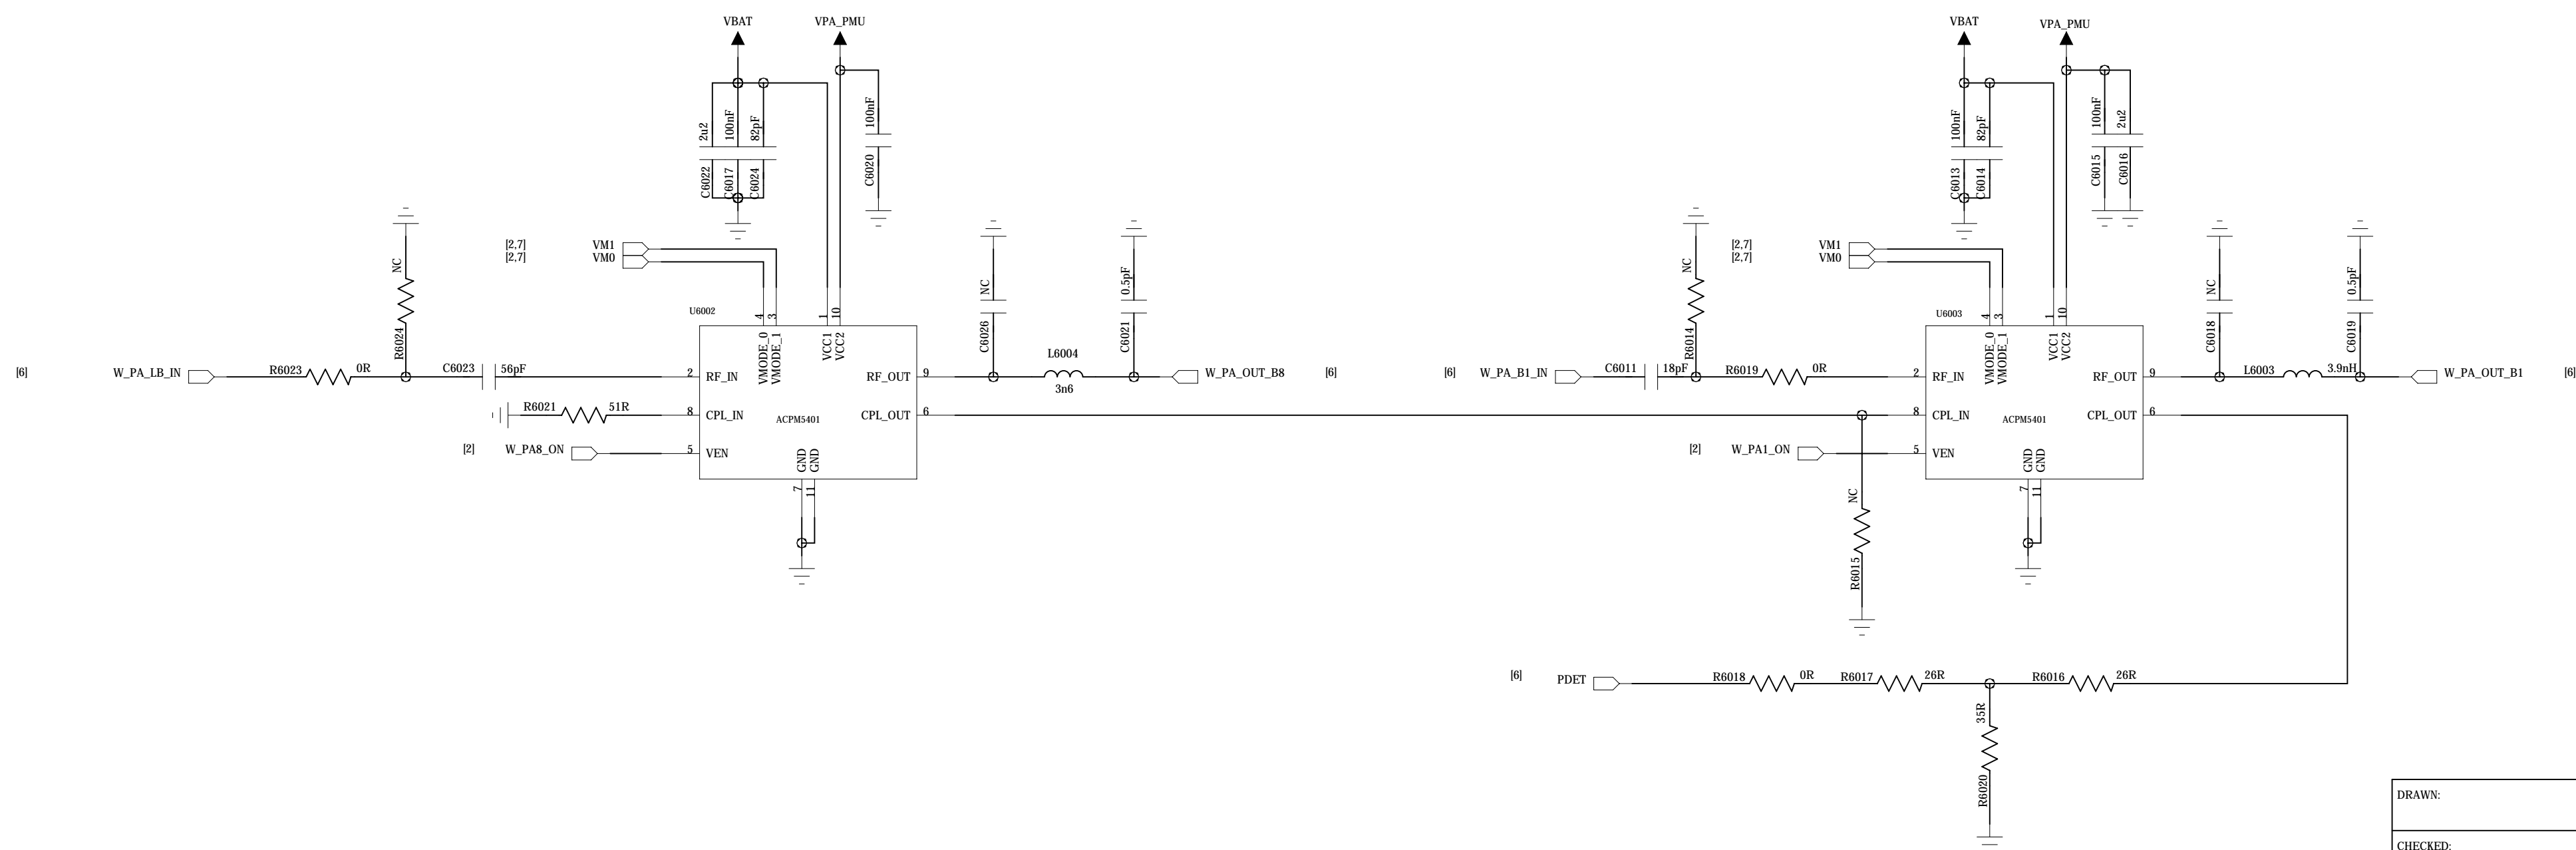 VBAT VPA_PMU VBAT VPA_PMU
2u2 100nF 82pF 100nF 100nF 82pF 100nF 2u2
C6022 C6017 C6024 C6020 C6013 C6014 C6015 C6016
[2,7] VM1 [2,7] VM1
[2,7] VM0 [2,7] VM0
NC NC 0.5pF NC NC 0.5pF
U6002 4 3 1 10 U6003 4 3 1 10
R6024 C6026 C6021 R6014 C6018 C6019
VMODE_0 VMODE_1 VCC1 VCC2 VMODE_0 VMODE_1 VCC1 VCC2
L6004
[6] W_PA_LB_IN R6023 0R C6023 56pF 2 RF_IN RF_OUT 9 W_PA_OUT_B8 [6] [6] W_PA_B1_IN C6011 18pF R6019 0R 2 RF_IN RF_OUT 9 L6003 3.9nH W_PA_OUT_B1 [6]
3n6
R6021 51R 8 CPL_IN ACPM5401 CPL_OUT 6 8 CPL_IN ACPM5401 CPL_OUT 6
[2] W_PA8_ON 5 VEN [2] W_PA1_ON 5 VEN
GND GND GND GND
7 11 NC 7 11
R6015
[6] PDET R6018 0R R6017 26R R6016 26R
35R
R6020
DRAWN:
CHECKED: